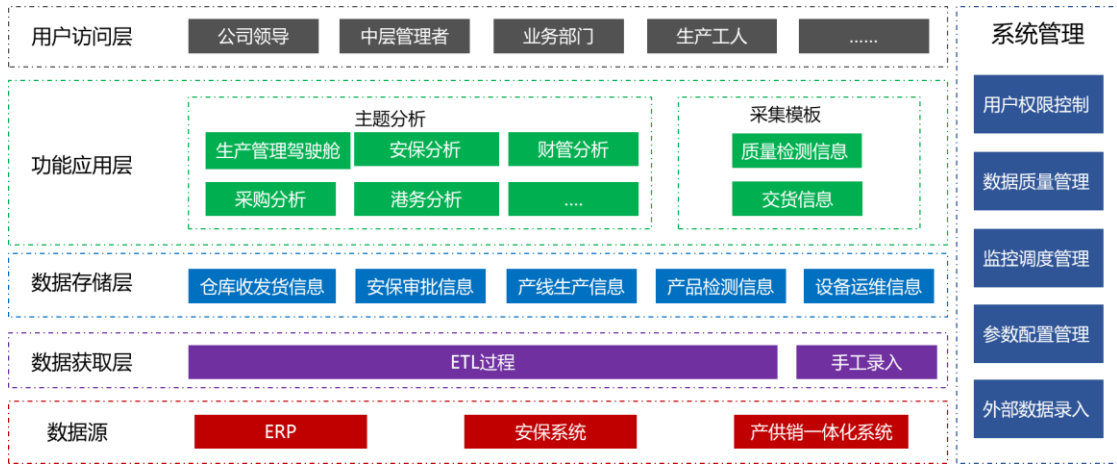 用户访问层
公司领导
中层管理者
业务部门
生产工人
......
功能应用层
主题分析
生产管理驾驶舱
安保分析
财管分析
采购分析
港务分析
....
采集模板
质量检测信息
交货信息
数据存储层
仓库收发货信息
安保审批信息
产线生产信息
产品检测信息
设备运维信息
数据获取层
ETL过程
手工录入
数据源
ERP
安保系统
产供销一体化系统
系统管理
用户权限控制
数据质量管理
监控调度管理
参数配置管理
外部数据录入